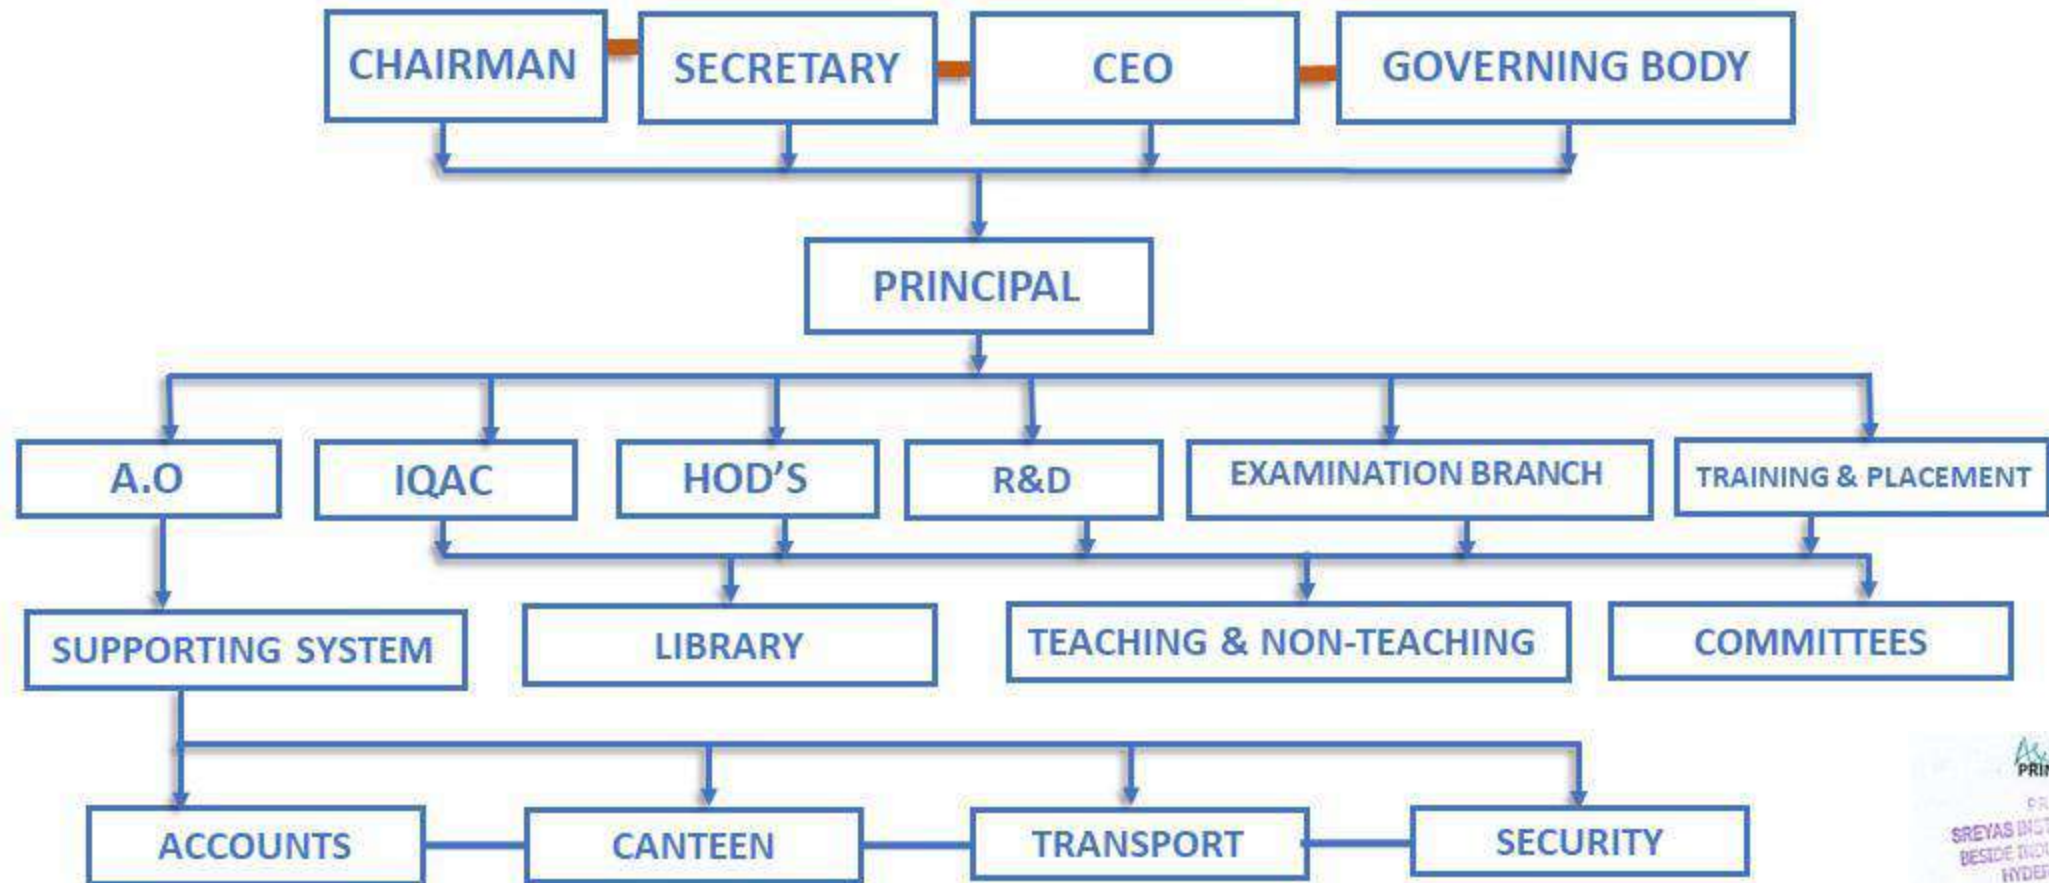 CHAIRMAN
SECRETARY
CEO
GOVERNING BODY
PRINCIPAL
A.O
IQAC
HOD'S
R&D
EXAMINATION BRANCH
TRAINING & PLACEMENT
SUPPORTING SYSTEM
LIBRARY
TEACHING & NON-TEACHING
COMMITTEES
ACCOUNTS
CANTEEN
TRANSPORT
SECURITY
SREYAS
BESIDE